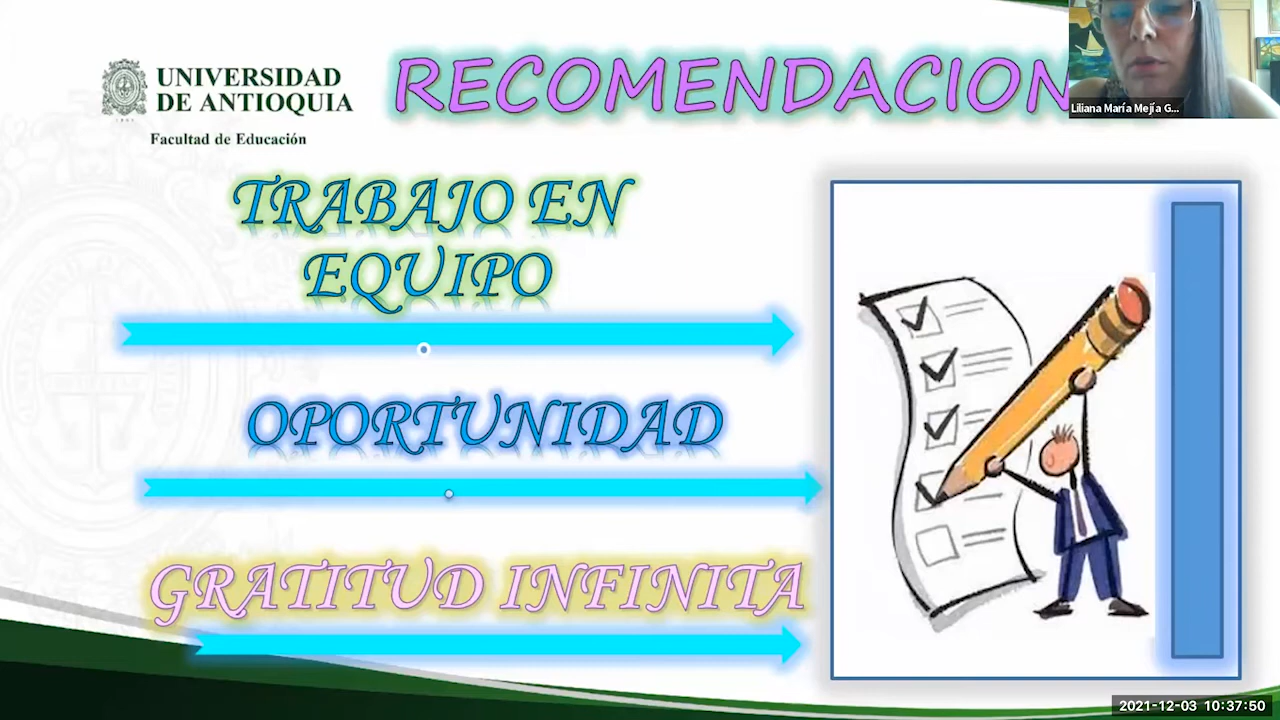 UNIVERSIDAD
DE ANTIOQUIA
1803
Facultad de Educación
RECOMENDACION
Liliana María Mejía G...
TRABAJO EN
EQUIPO
OPORTUNIDAD
GRATITUD INFINITA
2021-12-03 10:37:50